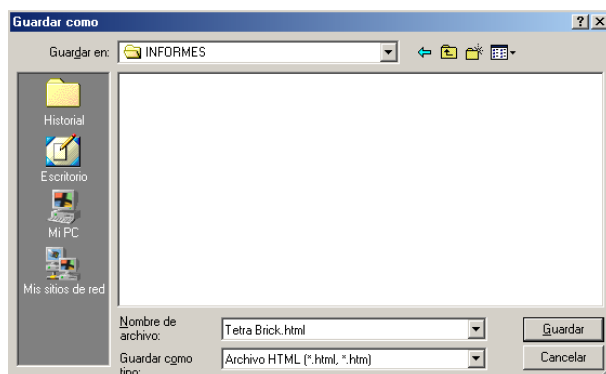 Guardar como
Guardar en:
INFORMES
Historial
Escritorio
Mi PC
Mis sitios de red
Nombre de
archivo:
Tetra Brick.html
Guardar
Guardar como
tipo:
Archivo HTML (*.html, *.htm)
Cancelar